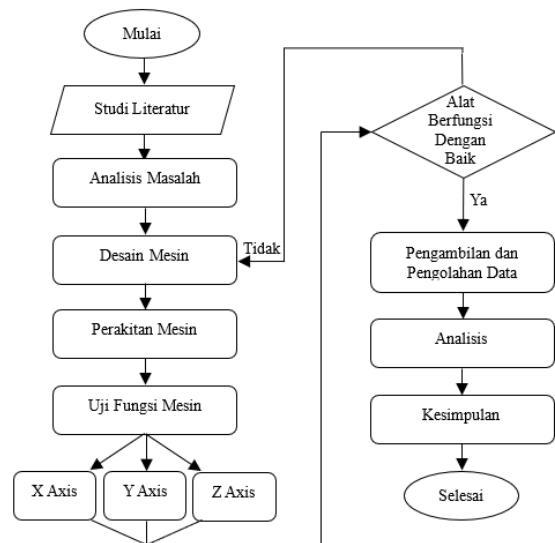 Mulai
Studi Literatur
Analisis Masalah
Desain Mesin
Tidak
Perakitan Mesin
Uji Fungsi Mesin
X Axis
Y Axis
Z Axis
Alat
Berfungsi
Dengan
Baik
Ya
Pengambilan dan
Pengolahan Data
Analisis
Kesimpulan
Selesai